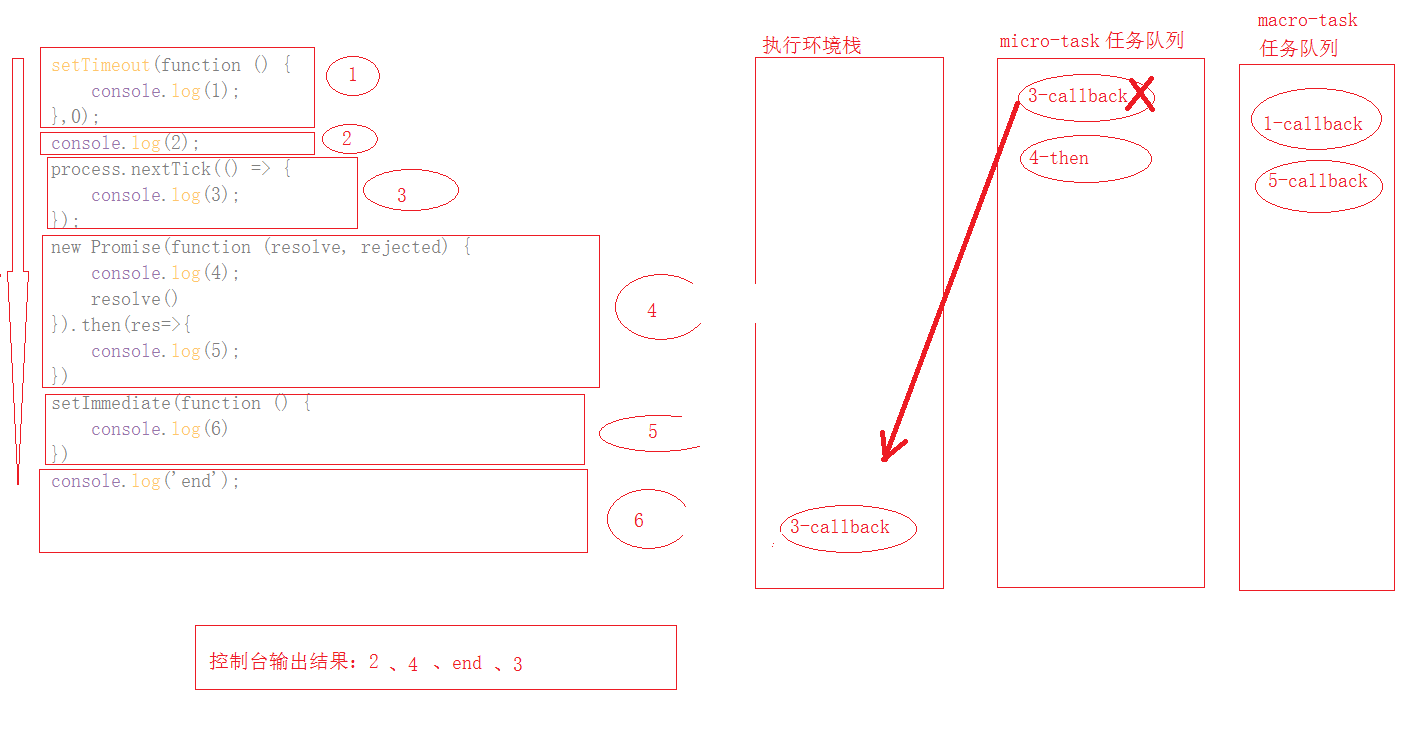 setTimeout(function () {
    console.log(1);
},0);
console.log(2);
process.nextTick(() => {
    console.log(3);
});
new Promise(function (resolve, rejected) {
    console.log(4);
    resolve()
}).then(res=>{
    console.log(5);
})
setImmediate(function () {
    console.log(6)
})
console.log('end');
1
2
3
4
5
6
执行环境栈
3-callback
micro-task 任务队列
3-callback
4-then
macro-task
任务队列
1-callback
5-callback
控制台输出结果：2 、4 、end 、3